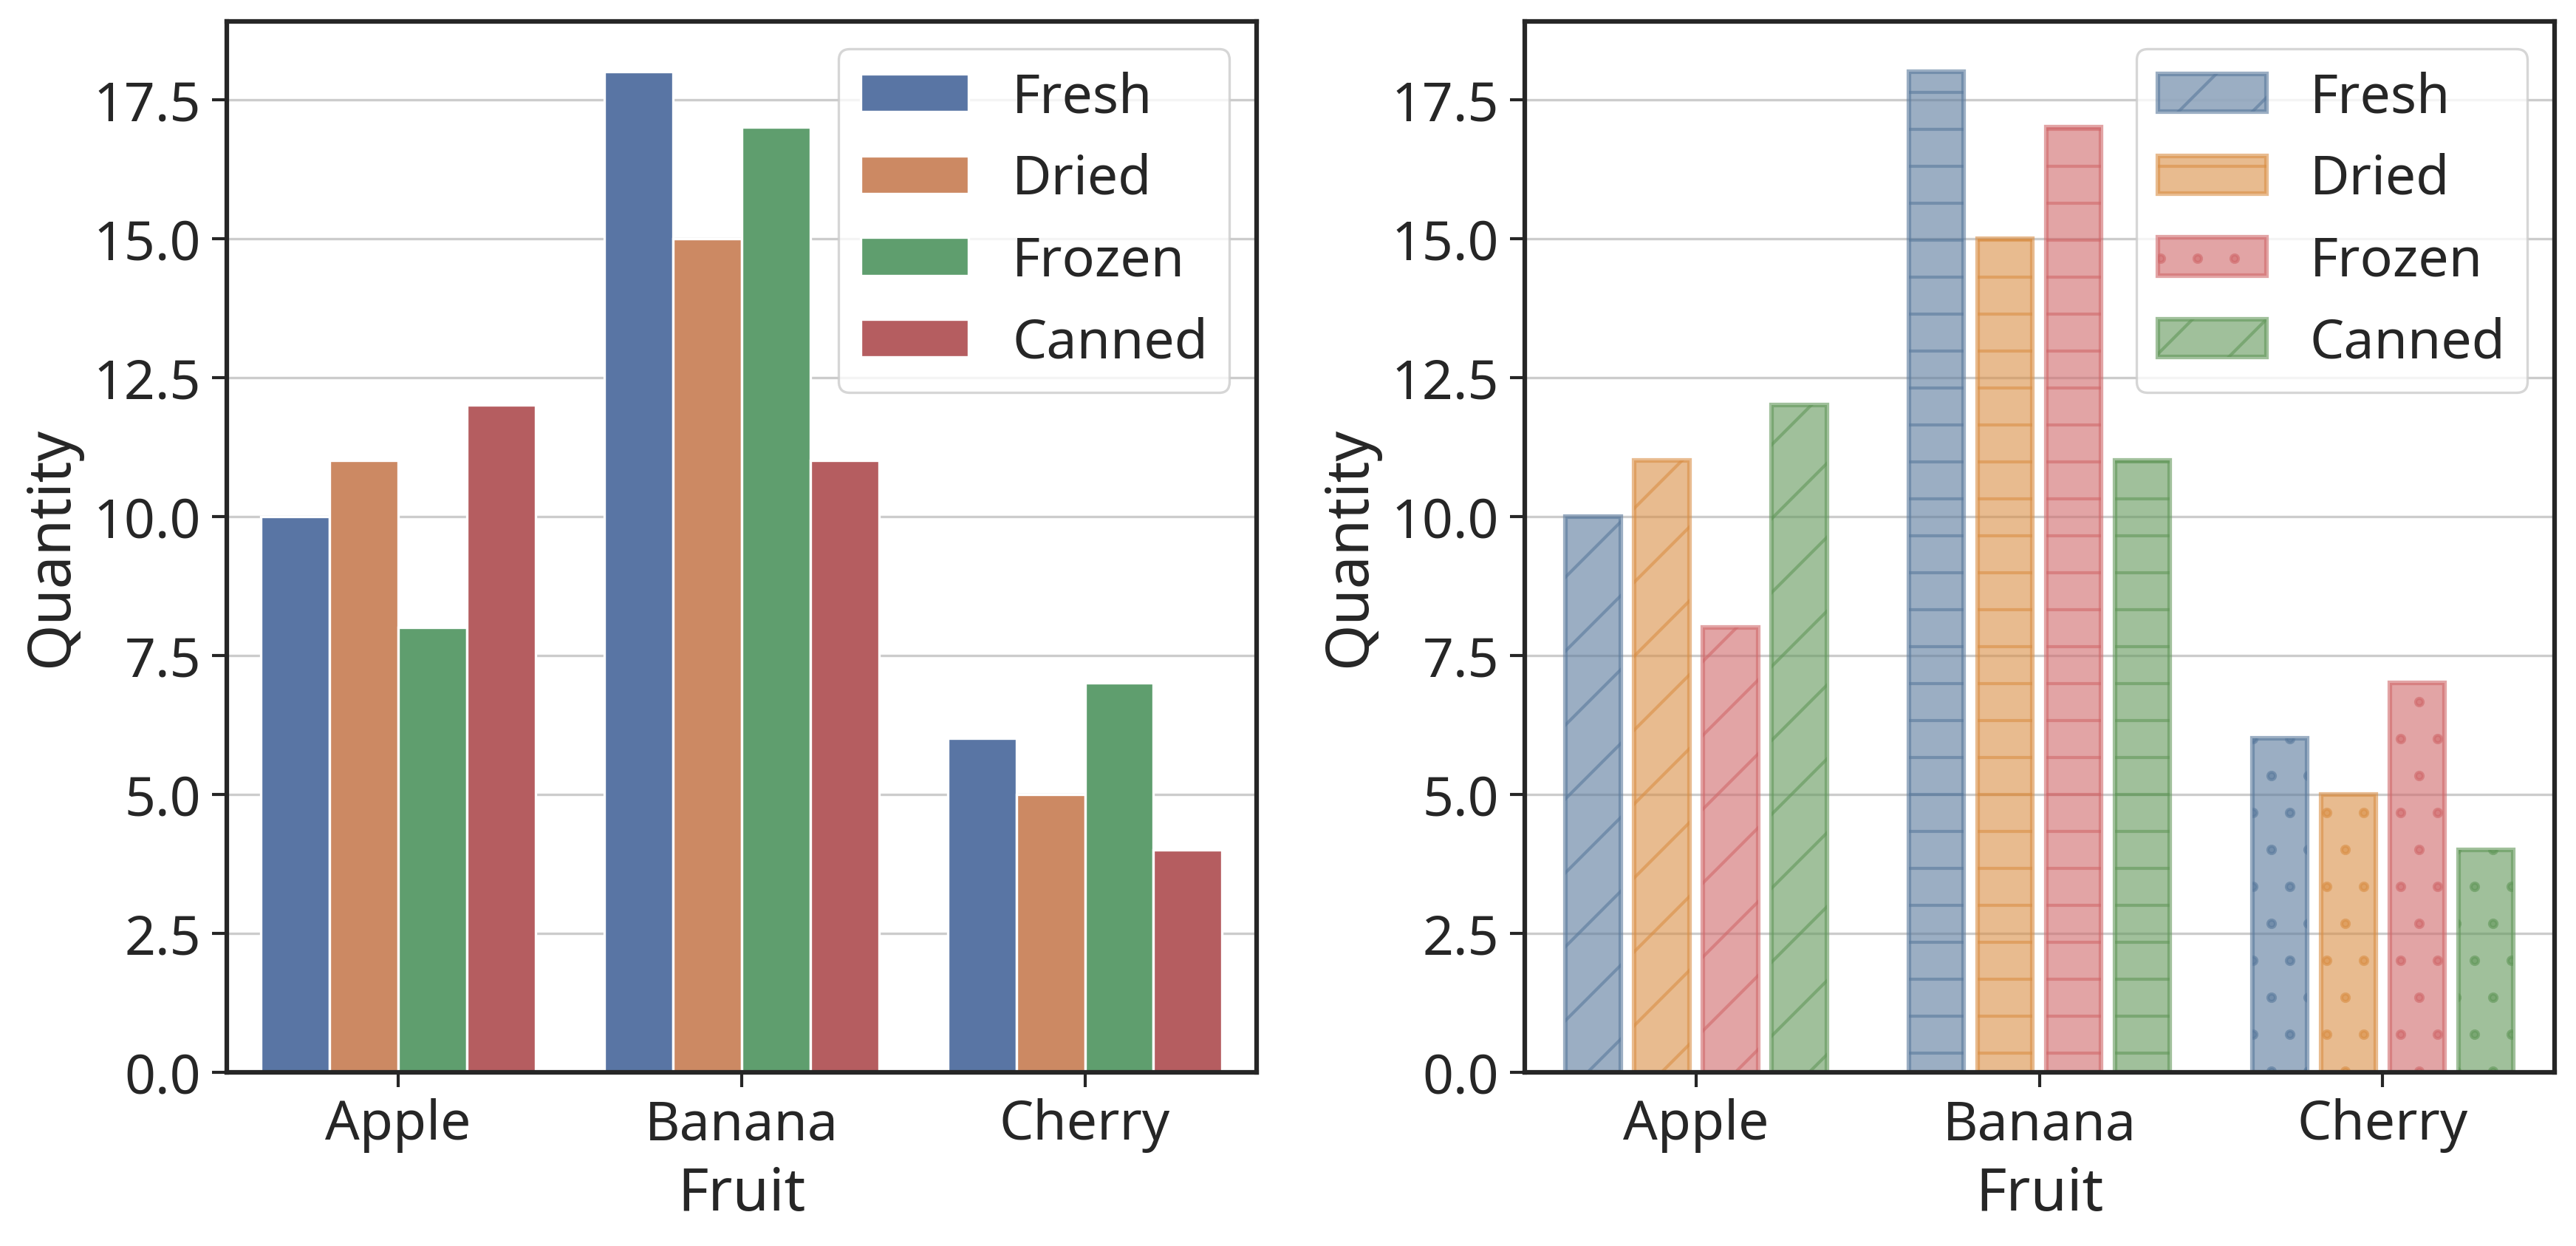 Quantity
17.5
15.0
12.5
10.0
7.5
5.0
2.5
0.0
Fresh
Dried
Frozen
Canned
Apple Banana Cherry
Fruit
Quantity
17.5
15.0
12.5
10.0
7.5
5.0
2.5
0.0
Fresh
Dried
Frozen
Canned
Apple Banana Cherry
Fruit